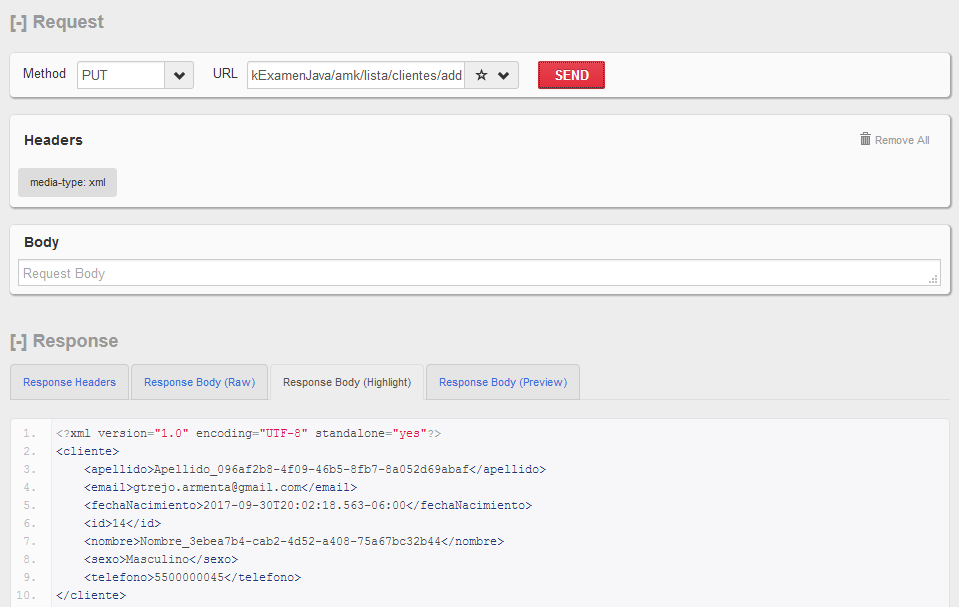 [-] Request
Method PUT URL kExamenJava/amk/lista/clientes/add SEND
Headers Remove All
media-type: xml
Body
Request Body
[-] Response
Response Headers Response Body (Raw) Response Body (Highlight) Response Body (Preview)
1. <?xml version="1.0" encoding="UTF-8" standalone="yes"?>
2. <cliente>
3. <apellido>Apellido_096af2b8-4f09-46b5-8fb7-8a052d69abaf</apellido>
4. <email>gtrejo.armenta@gmail.com</email>
5. <fechaNacimiento>2017-09-30T20:02:18.563-06:00</fechaNacimiento>
6. <id>14</id>
7. <nombre>Nombre_3ebea7b4-cab2-4d52-a408-75a67bc32b44</nombre>
8. <sexo>Masculino</sexo>
9. <telefono>5500000045</telefono>
10. </cliente>